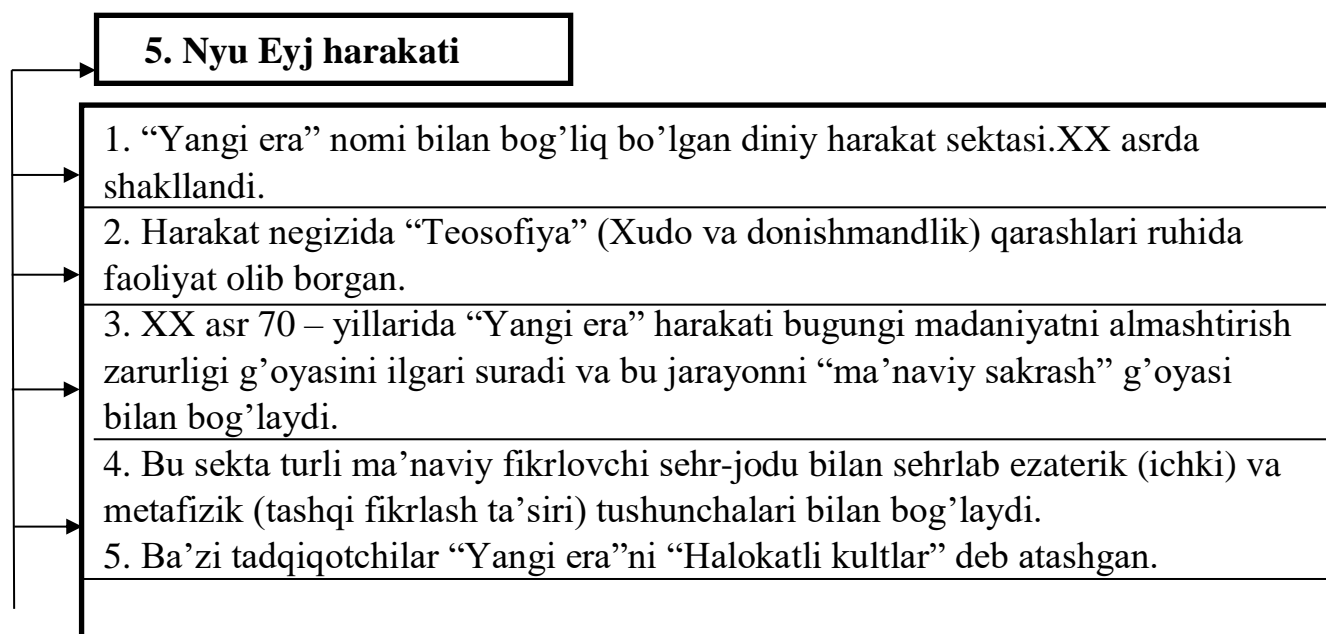 5. Nyu Eyj harakati
1. “Yangi era” nomi bilan bog’liq bo’lgan diniy harakat sektasi.XX asrda
shakllandi.
2. Harakat negizida “Teosofiya” (Xudo va donishmandlik) qarashlari ruhida
faoliyat olib borgan.
3. XX asr 70 – yillarida “Yangi era” harakati bugungi madaniyatni almashtirish
zarurligi g’oyasini ilgari suradi va bu jarayonni “ma’naviy sakrash” g’oyasi
bilan bog’laydi.
4. Bu sekta turli ma’naviy fikrlovchi sehr-jodu bilan sehrlab ezaterik (ichki) va
metafizik (tashqi fikrlash ta’siri) tushunchalari bilan bog’laydi.
5. Ba’zi tadqiqotchilar “Yangi era”ni “Halokatli kultlar” deb atashgan.